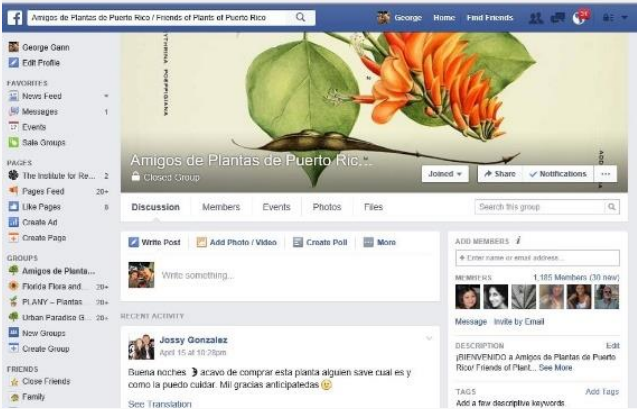 Amigos de Plantas de Puerto Rico / Friends of Plants of Puerto Rico
George Home Find Friends
George Gann
Edit Profile
FAVORITES
News Feed
Messages 1
Events
Sale Groups
PAGES
The Institute for Re... 2
Pages Feed 20+
Like Pages
Create Ad
Create Page
GROUPS
Amigos de Planta...
Florida Flora and... 20+
PLANY – Plantas 20+
Urban Paradise G... 20+
New Groups
Create Group
FRIENDS
Close Friends
Family
ERYTHRINA POEPPIGIANA
Amigos de Plantas de Puerto Ric...
Closed Group
Joined Share Notifications ...
Discussion Members Events Photos Files Search this group
Write Post Add Photo / Video Create Poll More
Write something...
RECENT ACTIVITY
Jossy Gonzalez
April 15 at 10:28pm
Buena noches acavo de comprar esta planta alguien save cual es y
como la puedo cuidar. Mil gracias anticipatedas
See Translation
ADD MEMBERS
+ Enter name or email address...
MEMBERS 1,185 Members (30 new)
Message Invite by Email
DESCRIPTION Edit
¡BIENVENIDO a Amigos de Plantas de Puerto
Rico/ Friends of Plant... See More
TAGS Add Tags
Add a few descriptive keywords.